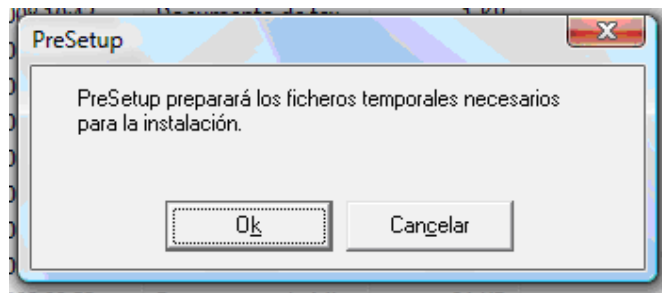 PreSetup
PreSetup preparará los ficheros temporales necesarios
para la instalación.
Ok
Cancelar